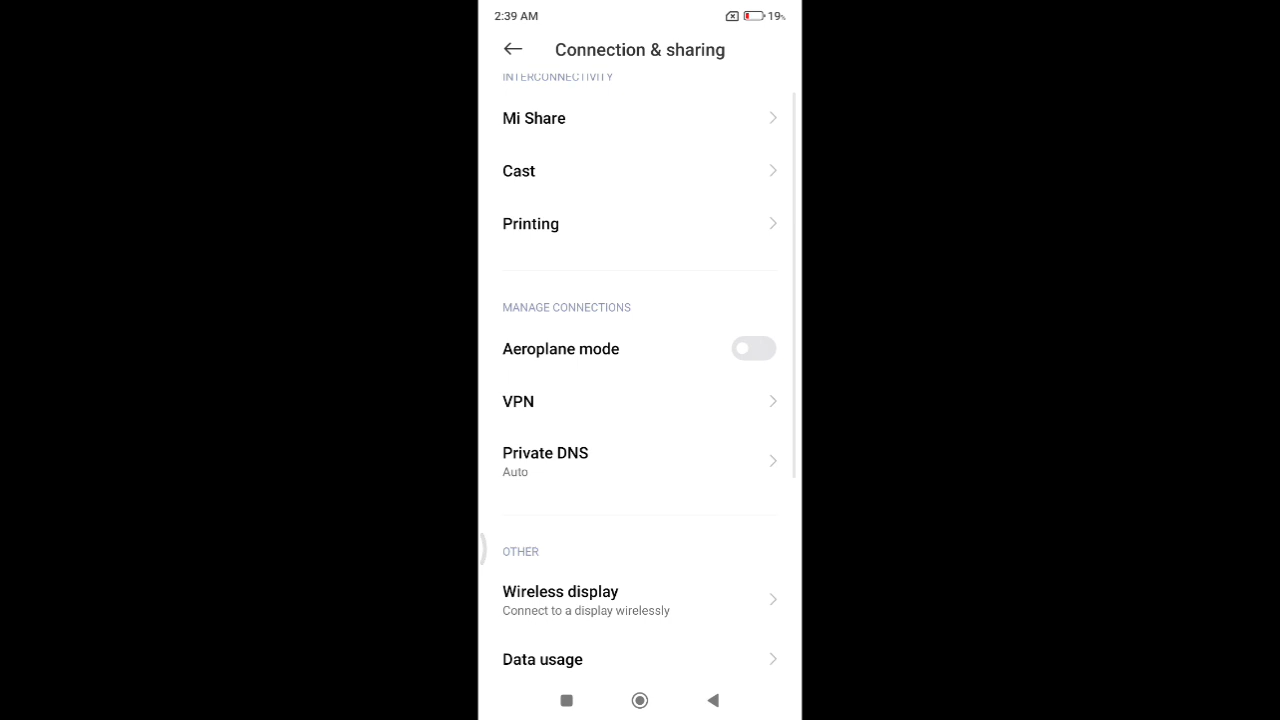 2:39 AM 19%
Connection & sharing
INTERCONNECTIVITY
Mi Share
Cast
Printing
MANAGE CONNECTIONS
Aeroplane mode
VPN
Private DNS
Auto
OTHER
Wireless display
Connect to a display wirelessly
Data usage